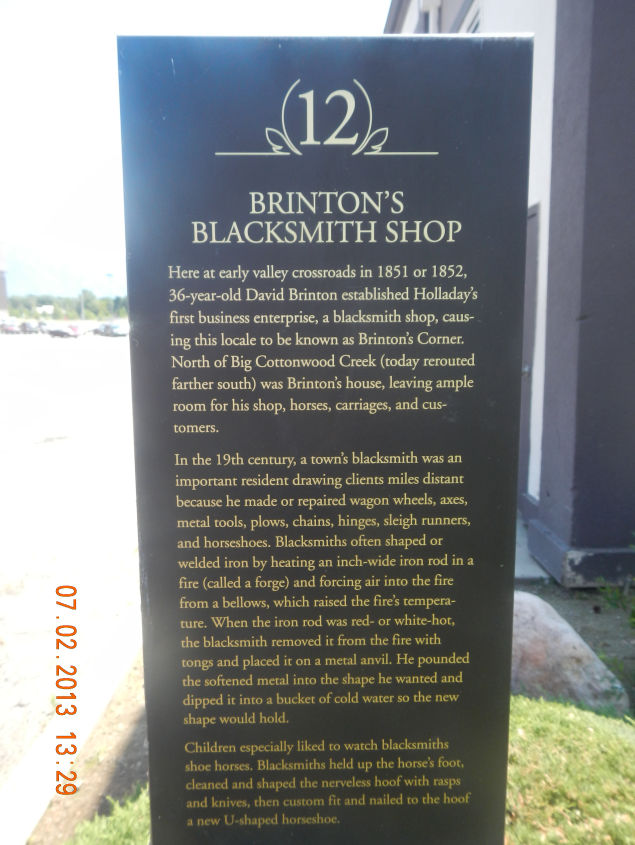 12
BRINTON'S
BLACKSMITH SHOP
Here at early valley crossroads in 1851 or 1852,
36-year-old David Brinton established Holladay's
first business enterprise, a blacksmith shop, caus-
ing this locale to be known as Brinton's Corner.
North of Big Cottonwood Creek (today rerouted
farther south) was Brinton's house, leaving ample
room for his shop, horses, carriages, and cus-
tomers.
In the 19th century, a town's blacksmith was an
important resident drawing clients miles distant
because he made or repaired wagon wheels, axes,
metal tools, plows, chains, hinges, sleigh runners,
and horseshoes. Blacksmiths often shaped or
welded iron by heating an inch-wide iron rod in a
fire (called a forge) and forcing air into the fire
from a bellows, which raised the fire's tempera-
ture. When the iron rod was red- or white-hot,
the blacksmith removed it from the fire with
tongs and placed it on a metal anvil. He pounded
the softened metal into the shape he wanted and
dipped it into a bucket of cold water so the new
shape would hold.
Children especially liked to watch blacksmiths
shoe horses. Blacksmiths held up the horse's foot,
cleaned and shaped the nerveless hoof with rasps
and knives, then custom fit and nailed to the hoof
a new U-shaped horseshoe.
07.02.2013 13:29